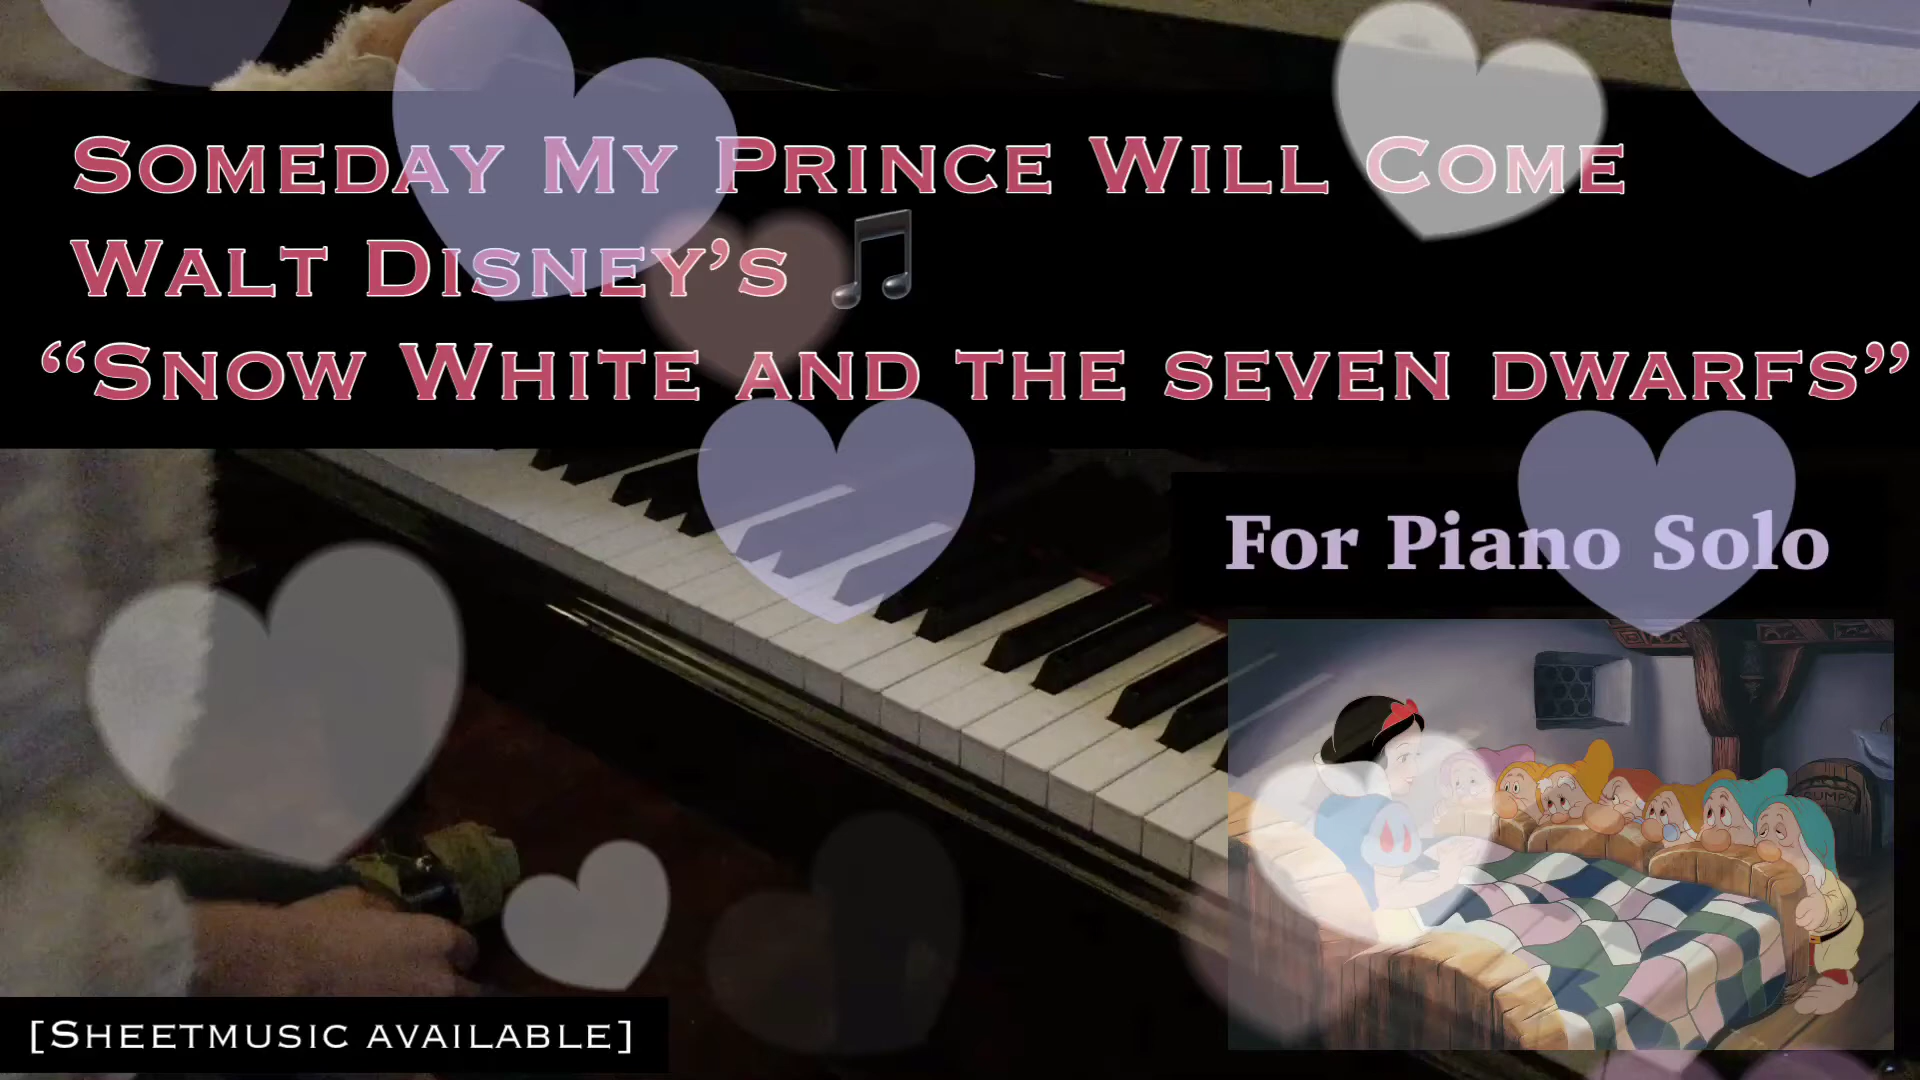 Someday My Prince Will Come
Walt Disney’s 🎵
“Snow White and the seven dwarfs”
For Piano Solo
[Sheetmusic available]